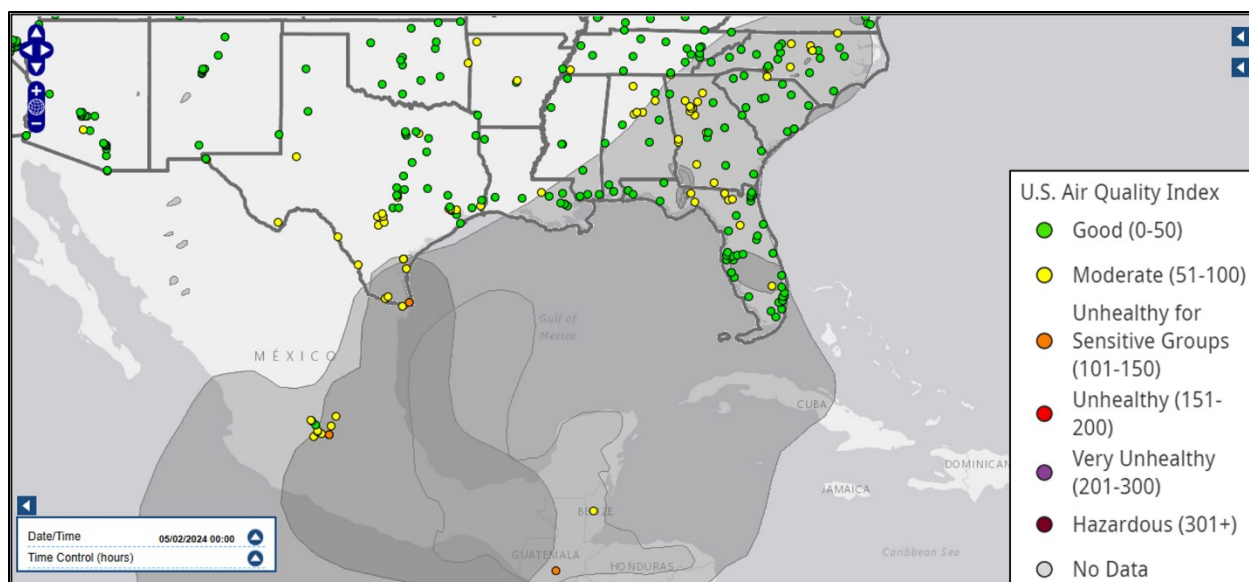 Gulf of
Mexico
MÉXICO
CUBA
DOMINICAN
JAMAICA
BELIZE
GUATEMALA
HONDURAS
Caribbean Sea
Date/Time 05/02/2024 00:00
Time Control (hours)
U.S. Air Quality Index
Good (0-50)
Moderate (51-100)
Unhealthy for
Sensitive Groups
(101-150)
Unhealthy (151-
200)
Very Unhealthy
(201-300)
Hazardous (301+)
No Data